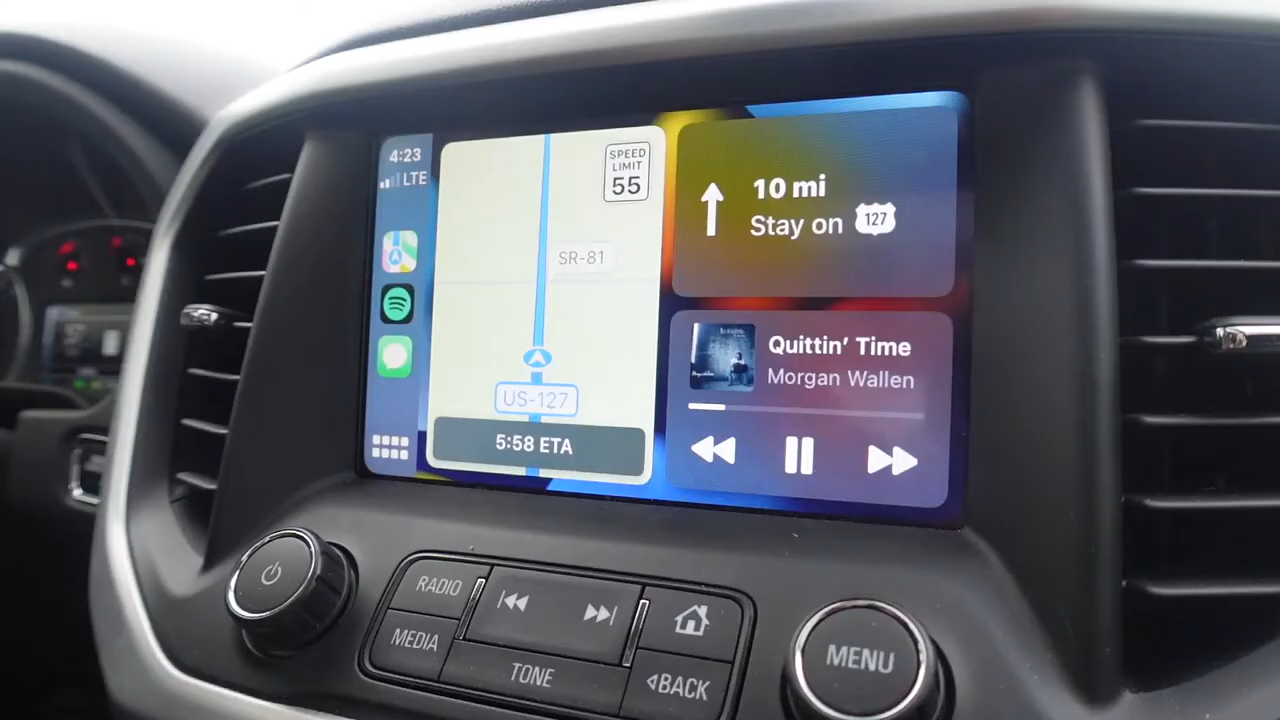 4:23
LTE
SPEED
LIMIT
55
SR-81
US-127
5:58 ETA
10 mi
Stay on 127
Quittin' Time
Morgan Wallen
RADIO
MEDIA
TONE
BACK
MENU